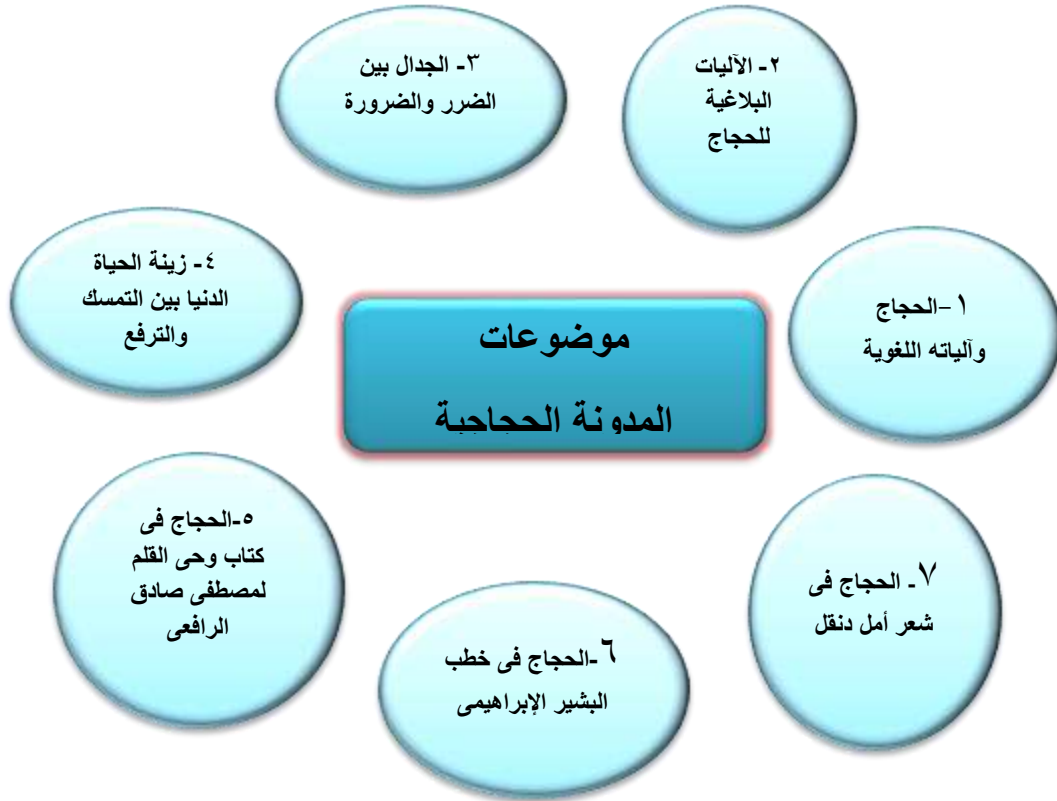 موضوعات
المدونة الحجاجية
١ –الحجاج
وآلياته اللغوية
٢- الآليات
البلاغية
للحجاج
٣- الجدال بين
الضرر والضرورة
٤- زينة الحياة
الدنيا بين التمسك
والترفع
٥-الحجاج فى
كتاب وحى القلم
لمصطفى صادق
الرافعى
٦-الحجاج فى خطب
البشير الإبراهيمى
٧- الحجاج فى
شعر أمل دنقل